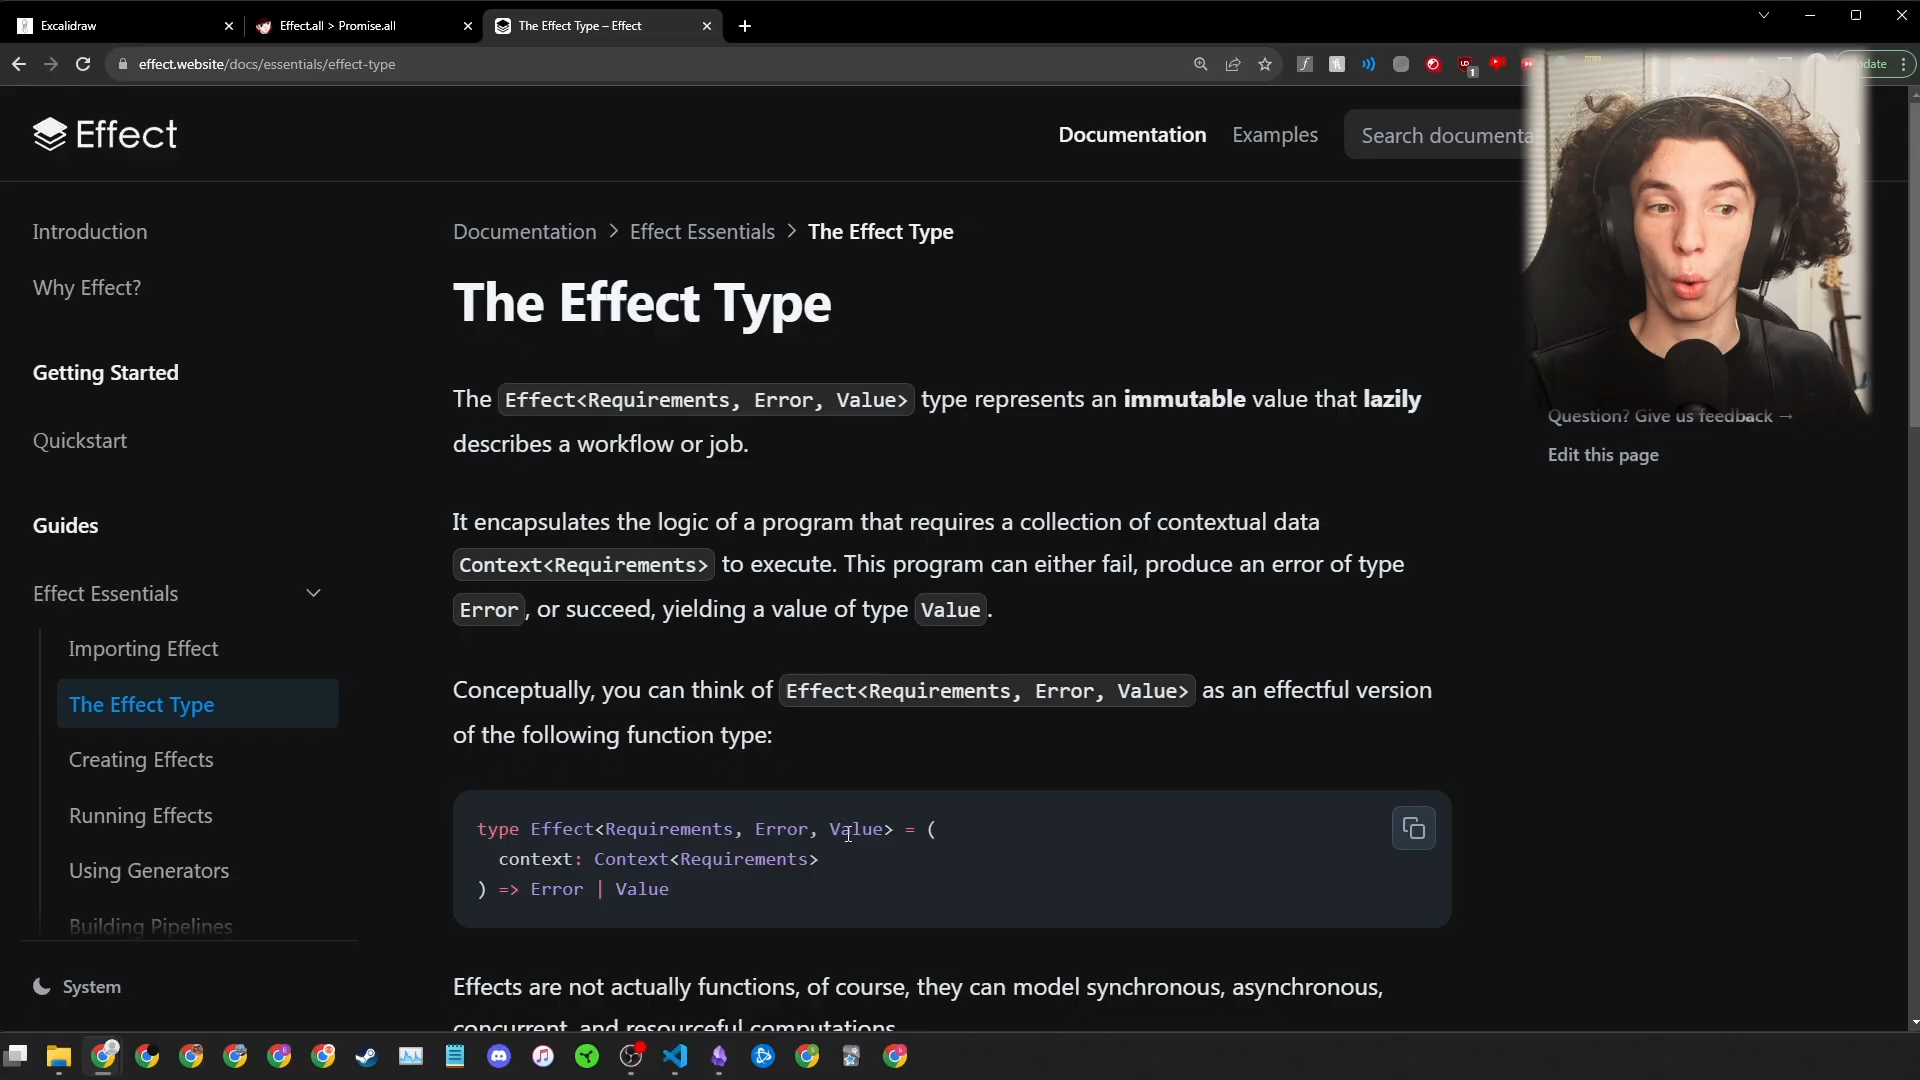 Excalidraw
Effect.all > Promise.all
The Effect Type – Effect
effect.website/docs/essentials/effect-type
Effect
Documentation
Examples
Search documenta
Introduction
Why Effect?
Getting Started
Quickstart
Guides
Effect Essentials
Importing Effect
The Effect Type
Creating Effects
Running Effects
Using Generators
Building Pipelines
System
Documentation > Effect Essentials > The Effect Type
The Effect Type
The Effect<Requirements, Error, Value> type represents an immutable value that lazily
describes a workflow or job.
It encapsulates the logic of a program that requires a collection of contextual data
Context<Requirements> to execute. This program can either fail, produce an error of type
Error, or succeed, yielding a value of type Value.
Conceptually, you can think of Effect<Requirements, Error, Value> as an effectful version
of the following function type:
type Effect<Requirements, Error, Value> = (
context: Context<Requirements>
) => Error | Value
Effects are not actually functions, of course, they can model synchronous, asynchronous,
concurrent, and resourceful computations.
Question? Give us feedback →
Edit this page